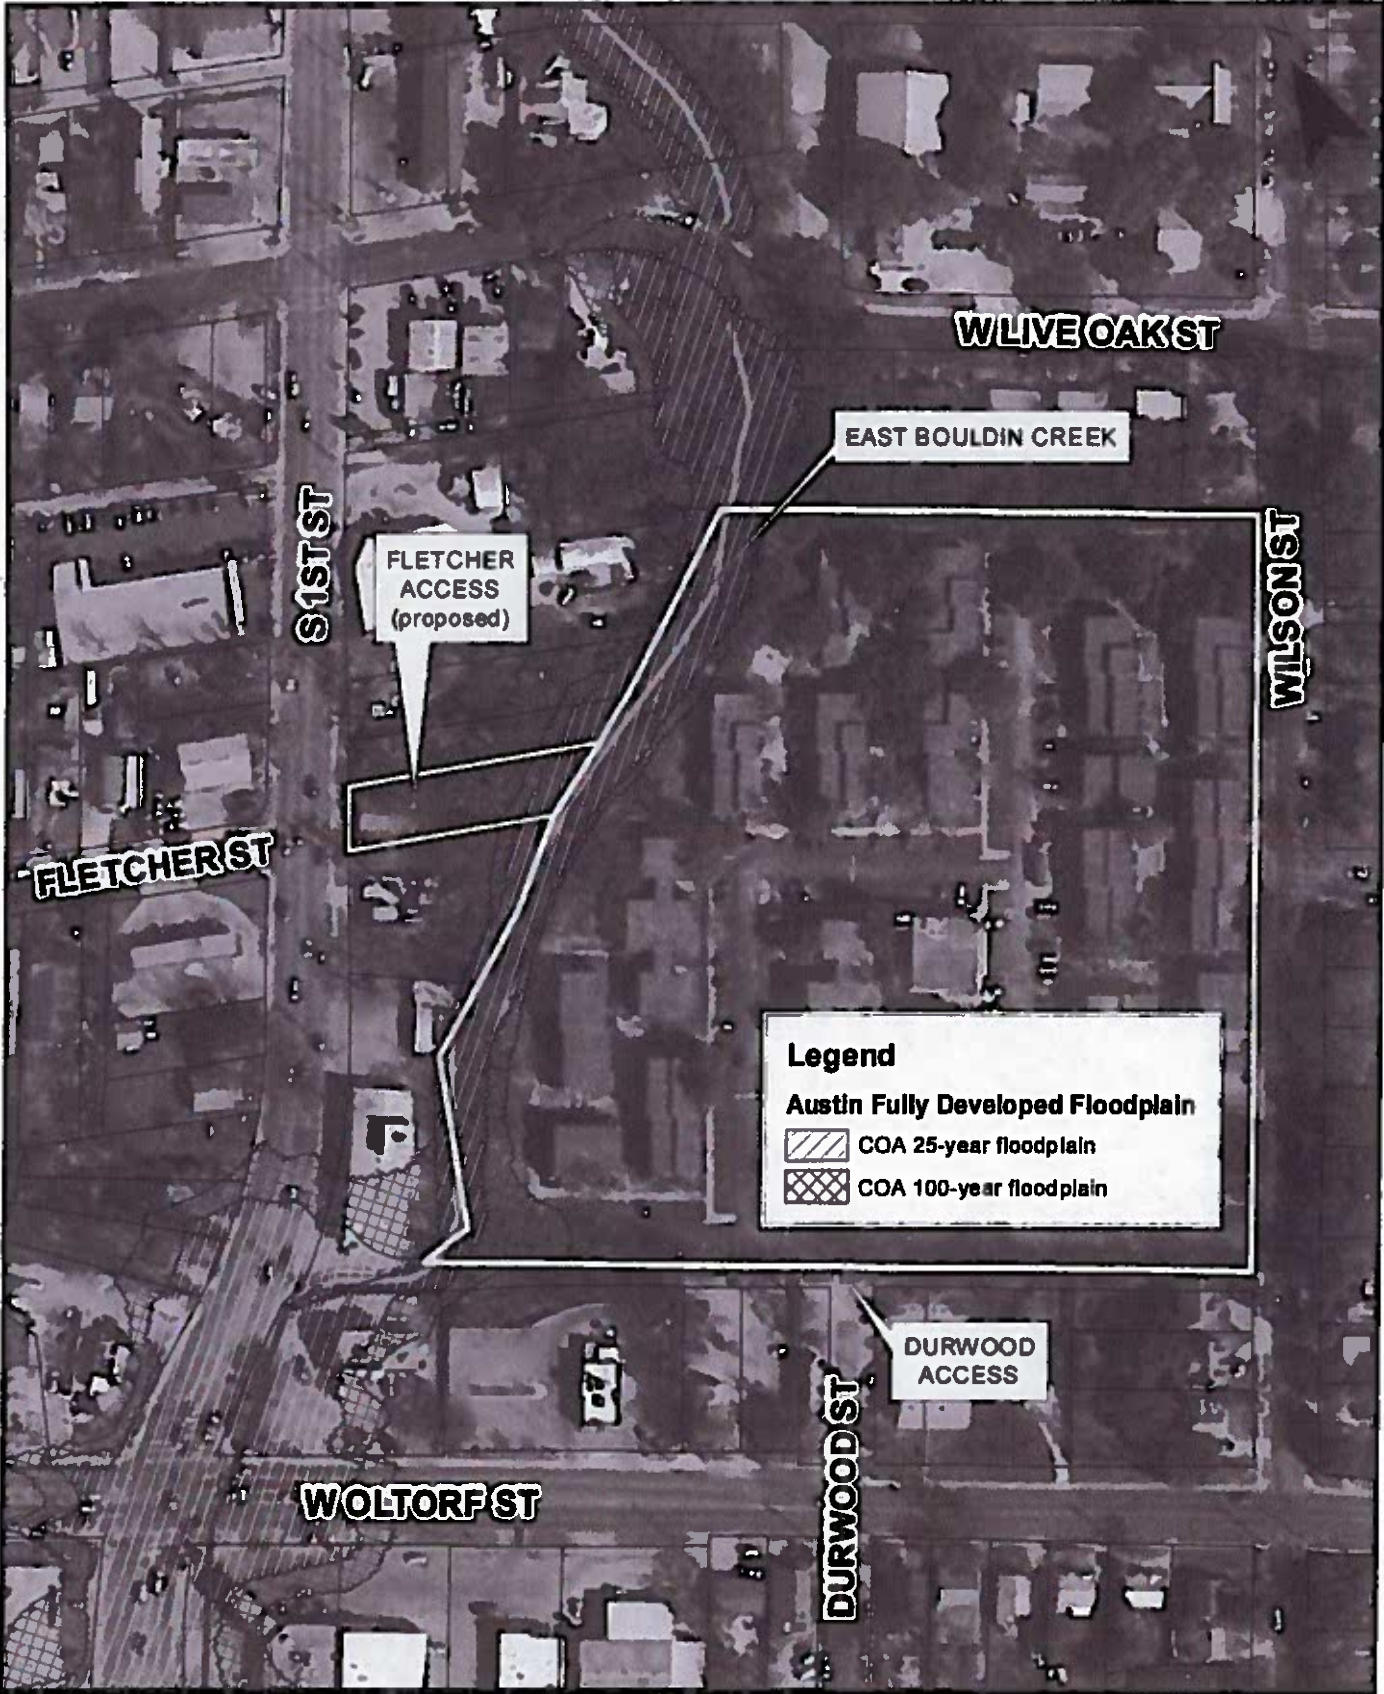 W LIVE OAK ST
EAST BOULDIN CREEK
S 1ST ST
FLETCHER
ACCESS
(proposed)
WILSON ST
FLETCHER ST
Legend
Austin Fully Developed Floodplain
COA 25-year floodplain
COA 100-year floodplain
DURWOOD
ACCESS
DURWOOD ST
W OLTORF ST